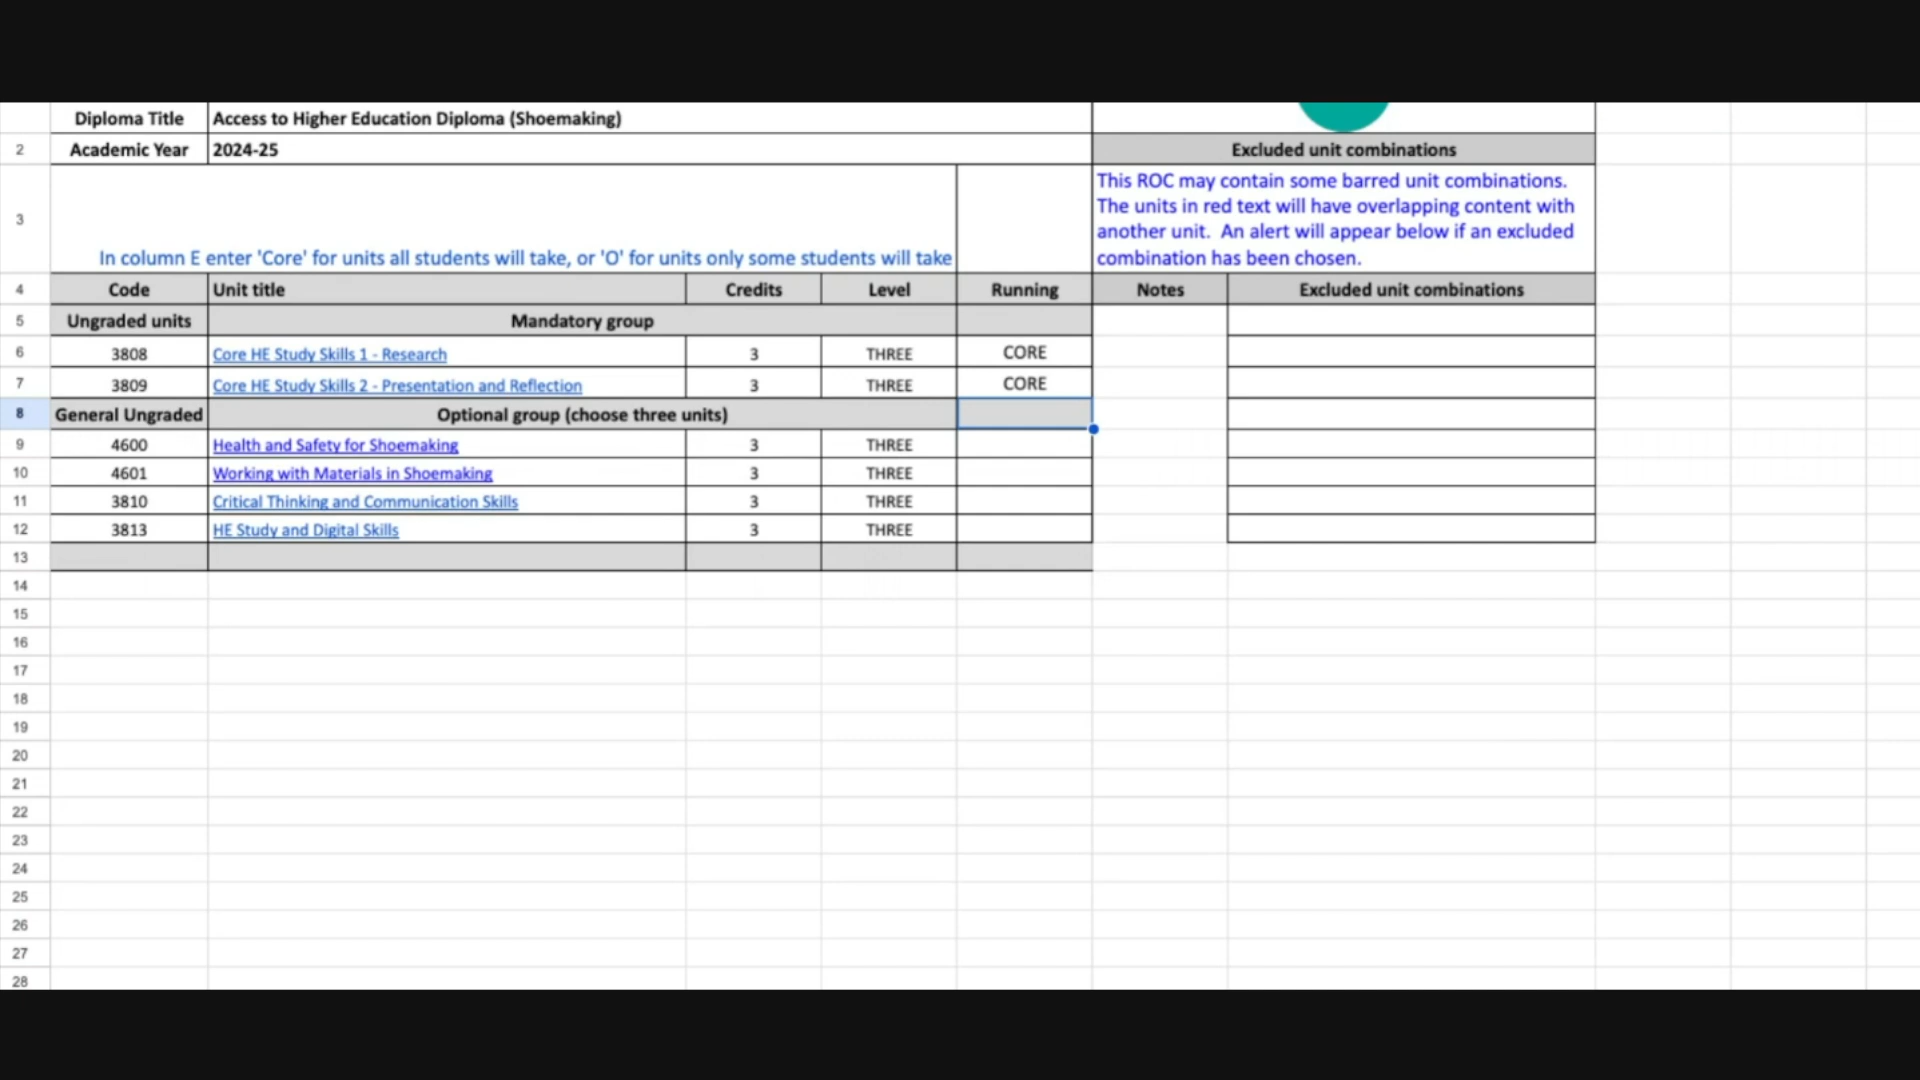 Diploma Title Access to Higher Education Diploma (Shoemaking)
2 Academic Year 2024-25 Excluded unit combinations
This ROC may contain some barred unit combinations.
The units in red text will have overlapping content with
3 another unit. An alert will appear below if an excluded
In column E enter 'Core' for units all students will take, or 'O' for units only some students will take combination has been chosen.
4 Code Unit title Credits Level Running Notes Excluded unit combinations
5 Ungraded units Mandatory group
6 3808 Core HE Study Skills 1 - Research 3 THREE CORE
7 3809 Core HE Study Skills 2 - Presentation and Reflection 3 THREE CORE
8 General Ungraded Optional group (choose three units)
9 4600 Health and Safety for Shoemaking 3 THREE
10 4601 Working with Materials in Shoemaking 3 THREE
11 3810 Critical Thinking and Communication Skills 3 THREE
12 3813 HE Study and Digital Skills 3 THREE
13
14
15
16
17
18
19
20
21
22
23
24
25
26
27
28